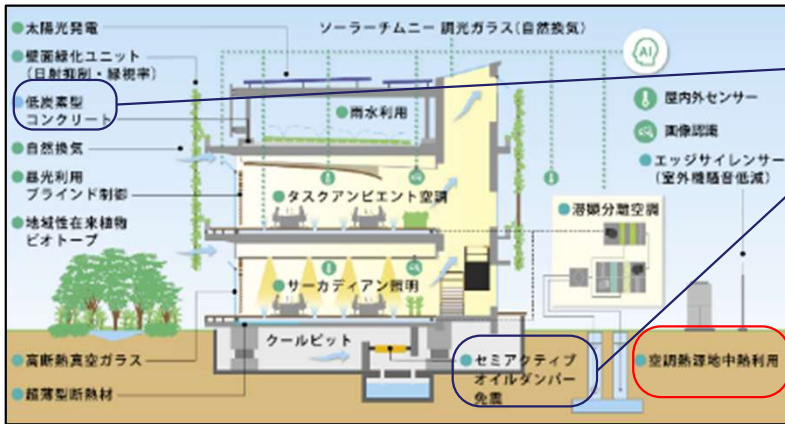 太陽光発電
壁面緑化ユニット
(日射抑制・緑視率)
低炭素型
コンクリート
自然換気
昼光利用
ブラインド制御
地域性在来植物
ビオトープ
高断熱真空ガラス
超薄型断熱材
ソーラーチムニー 調光ガラス(自然換気)
雨水利用
タスクアンビエント空調
サーカディアン照明
クールピット
セミアクティブ
オイルダンパー
免震
AI
屋内外センサー
画像認識
エッジサイレンサー
(室外機騒音低減)
潜顕分離空調
空調熱源地中熱利用